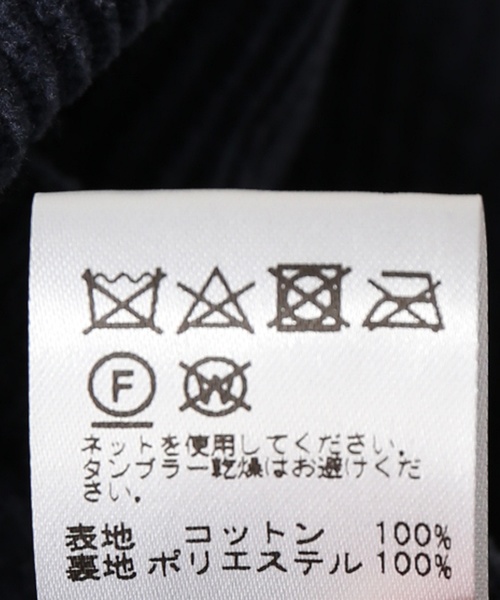 F W
ネットを使用してください。
タンブラー乾燥はお避けくだ
さい。
表地 コットン 100%
裏地 ポリエステル 100%